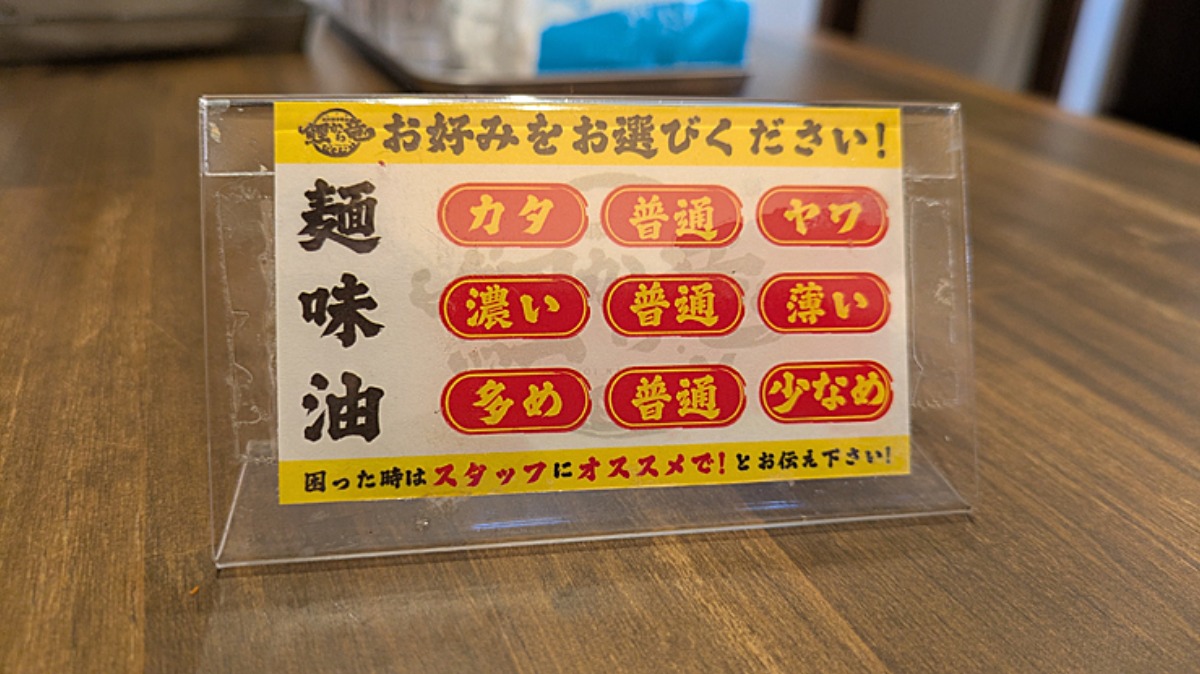 お好みをお選びください!
麺 カタ 普通 ヤワ
味 濃い 普通 薄い
油 多め 普通 少なめ
困った時はスタッフにオススメで!とお伝え下さい!